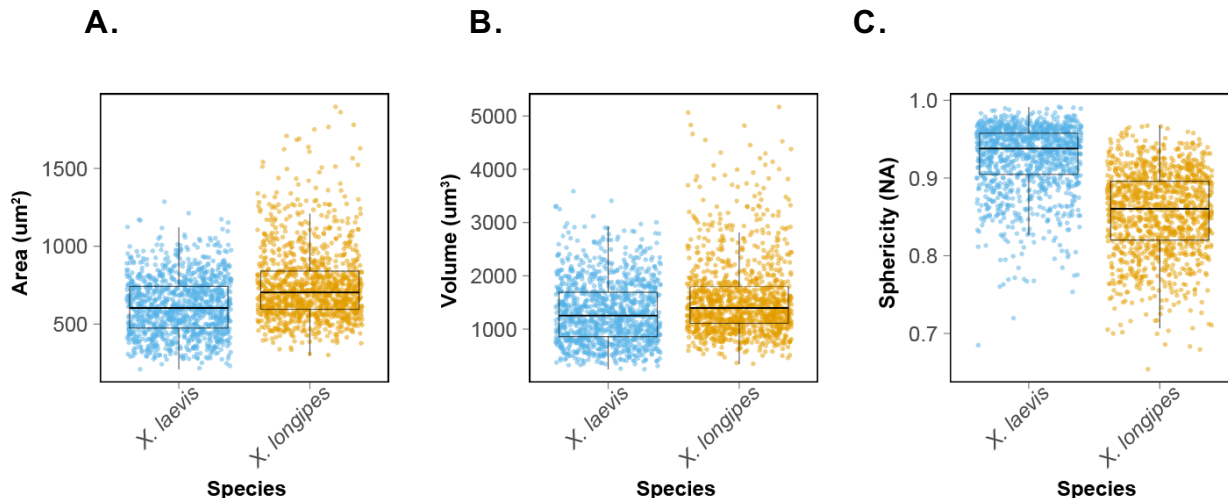 A.
B.
C.
Area (um²)
1500
1000
500
X. laevis
X. longipes
Species
Volume (um³)
5000
4000
3000
2000
1000
X. laevis
X. longipes
Species
Sphericity (NA)
1.0
0.9
0.8
0.7
X. laevis
X. longipes
Species